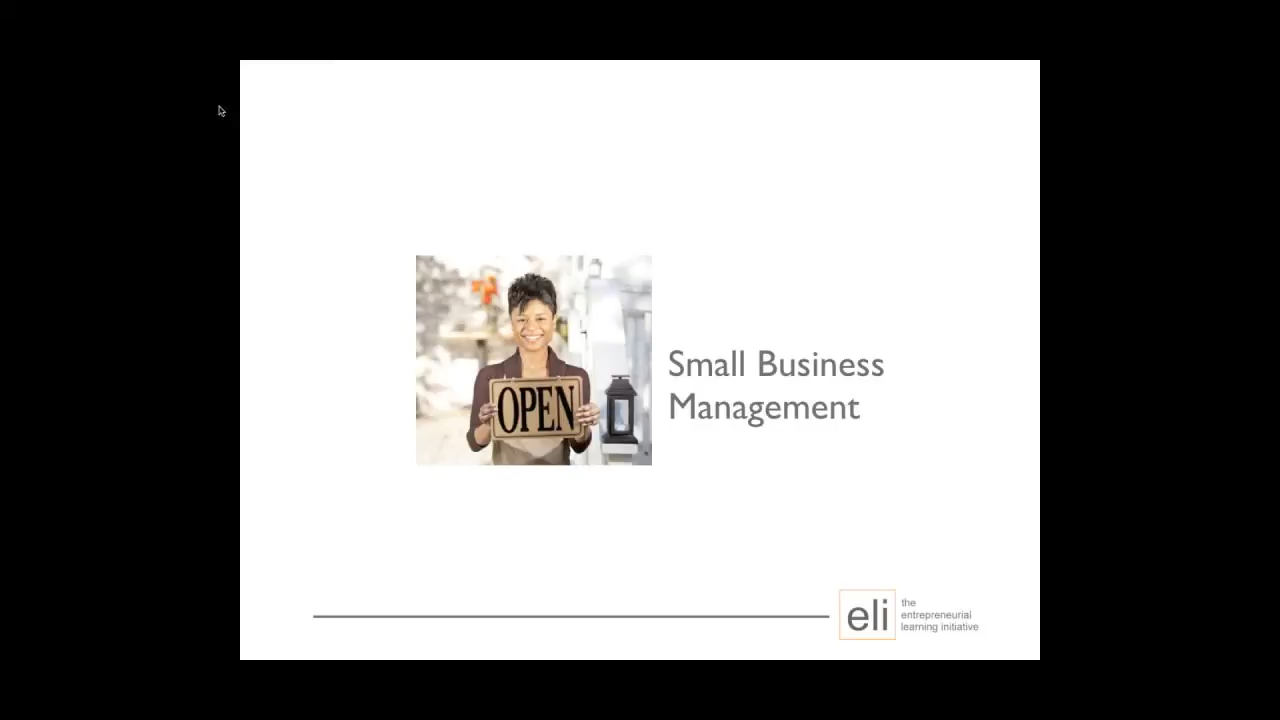 OPEN
Small Business
Management
eli
the
entrepreneurial
learning initiative